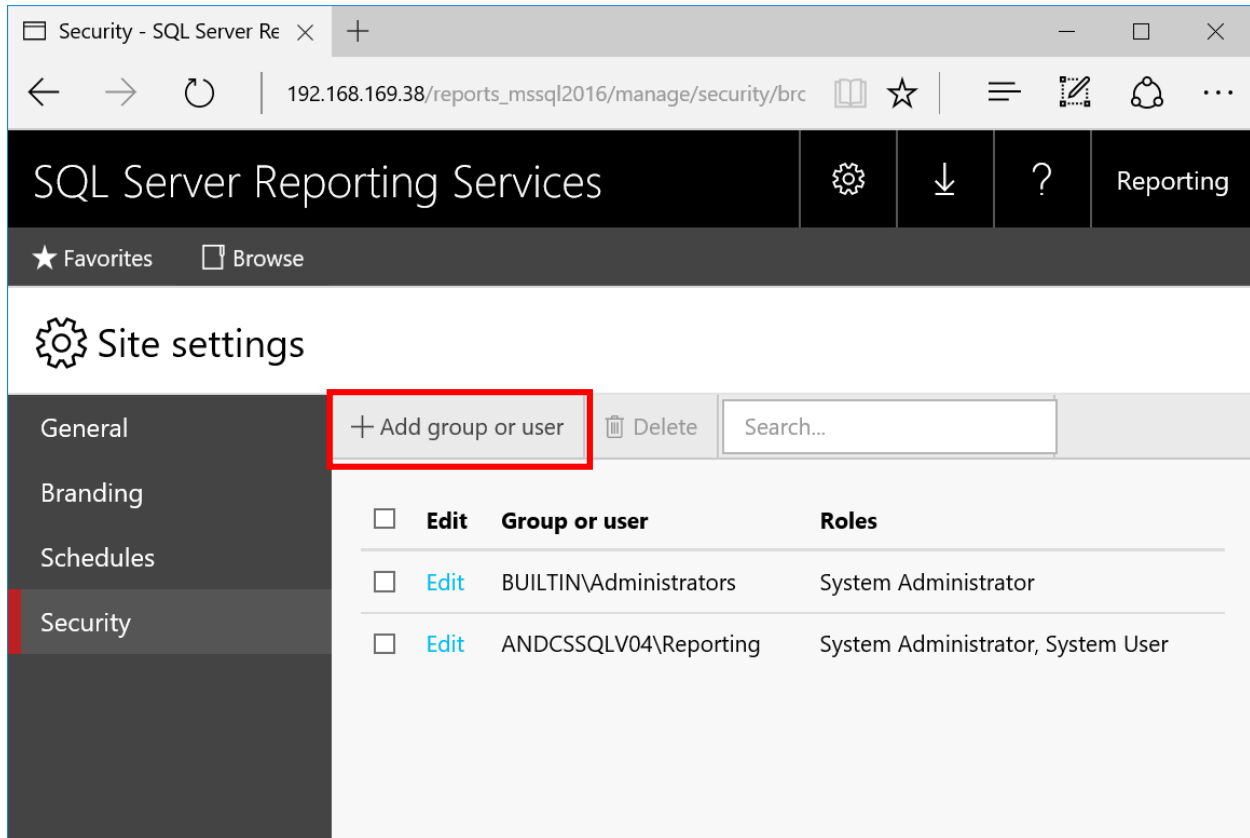 Security - SQL Server Re
192.168.169.38/reports_mssql2016/manage/security/brc
SQL Server Reporting Services ? Reporting
Favorites Browse
Site settings
General
Branding
Schedules
Security
+ Add group or user Delete Search...
Edit Group or user Roles
Edit BUILTIN\Administrators System Administrator
Edit ANDCSSQLV04\Reporting System Administrator, System User